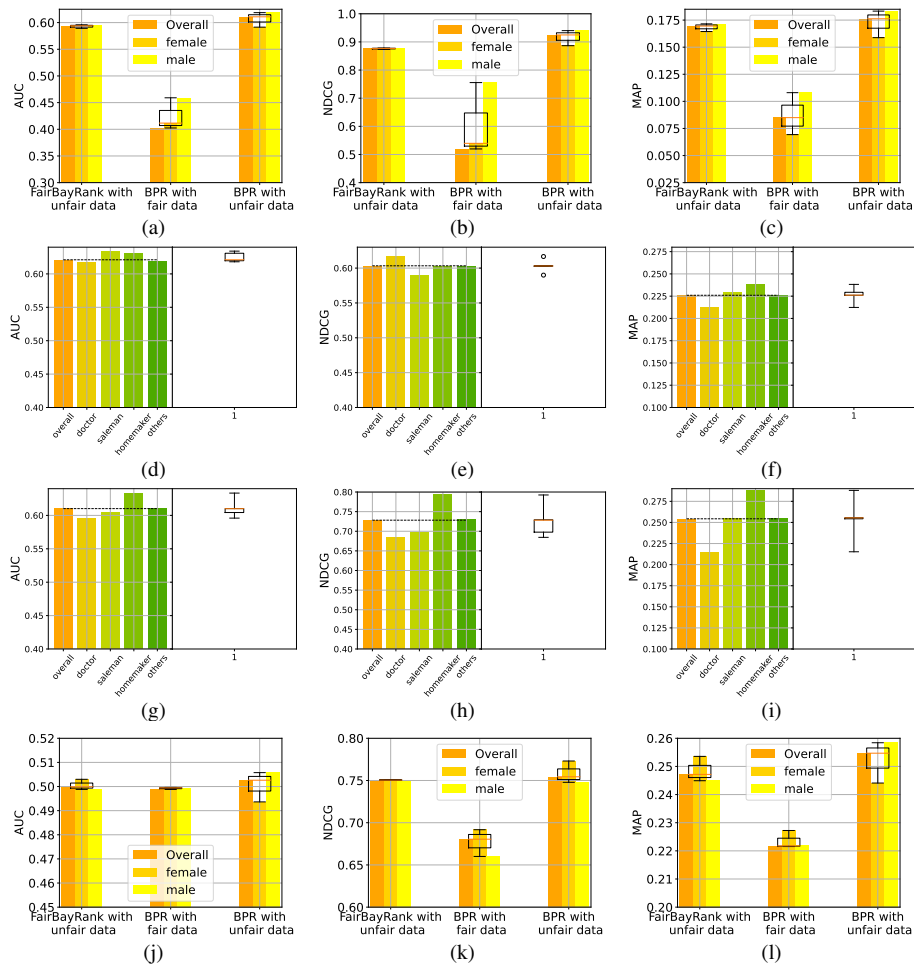 AUC
0.60
0.55
0.50
0.45
0.40
0.35
0.30
Overall
female
male
FairBayRank with
unfair data
BPR with
fair data
BPR with
unfair data
(a)
NDCG
1.0
0.9
0.8
0.7
0.6
0.5
0.4
Overall
female
male
FairBayRank with
unfair data
BPR with
fair data
BPR with
unfair data
(b)
MAP
0.175
0.150
0.125
0.100
0.075
0.050
0.025
Overall
female
male
FairBayRank with
unfair data
BPR with
fair data
BPR with
unfair data
(c)
AUC
0.60
0.55
0.50
0.45
0.40
overall
doctor
saleman
homemaker
others
1
(d)
NDCG
0.60
0.55
0.50
0.45
0.40
overall
doctor
saleman
homemaker
others
1
(e)
MAP
0.275
0.250
0.225
0.200
0.175
0.150
0.125
0.100
overall
doctor
saleman
homemaker
others
1
(f)
AUC
0.60
0.55
0.50
0.45
0.40
overall
doctor
saleman
homemaker
others
1
(g)
NDCG
0.80
0.75
0.70
0.65
0.60
0.55
0.50
0.45
0.40
overall
doctor
saleman
homemaker
others
1
(h)
MAP
0.275
0.250
0.225
0.200
0.175
0.150
0.125
0.100
overall
doctor
saleman
homemaker
others
1
(i)
AUC
0.52
0.51
0.50
0.49
0.48
0.47
0.46
0.45
Overall
female
male
FairBayRank with
unfair data
BPR with
fair data
BPR with
unfair data
(j)
NDCG
0.80
0.75
0.70
0.65
0.60
Overall
female
male
FairBayRank with
unfair data
BPR with
fair data
BPR with
unfair data
(k)
MAP
0.26
0.25
0.24
0.23
0.22
0.21
0.20
Overall
female
male
FairBayRank with
unfair data
BPR with
fair data
BPR with
unfair data
(l)